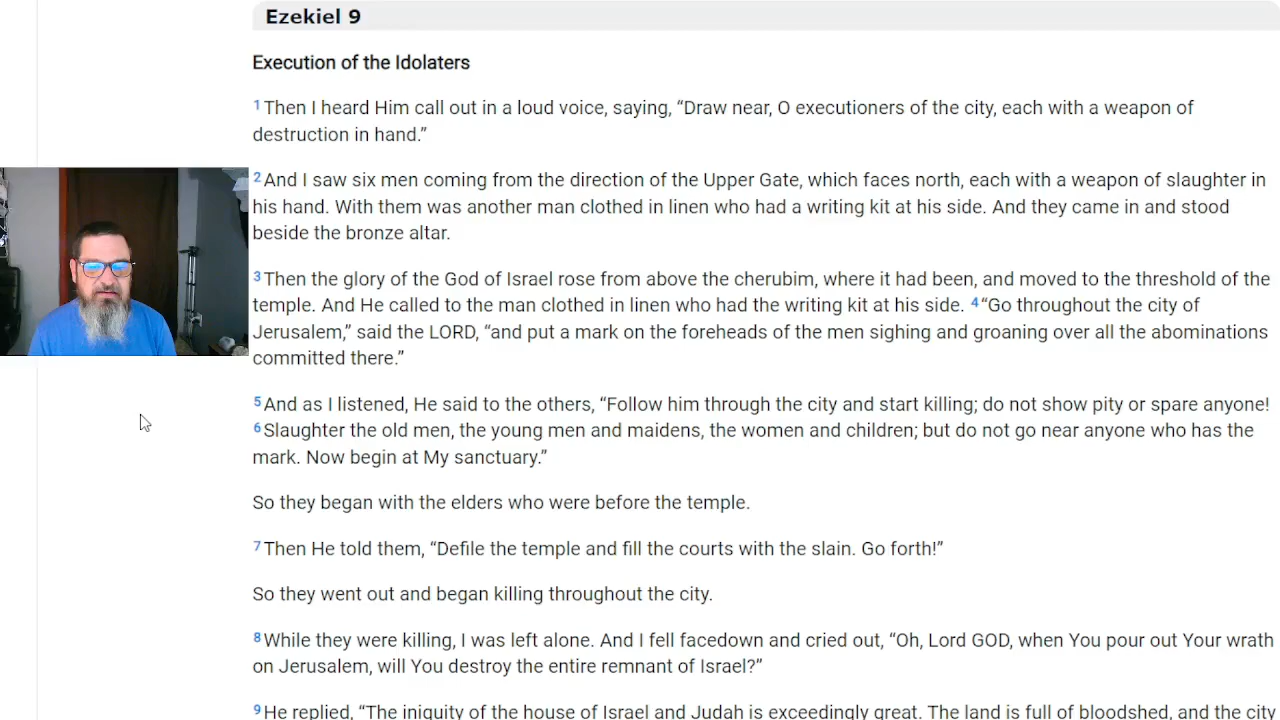 Ezekiel 9
Execution of the Idolaters
1 Then I heard Him call out in a loud voice, saying, “Draw near, O executioners of the city, each with a weapon of
destruction in hand.”
2 And I saw six men coming from the direction of the Upper Gate, which faces north, each with a weapon of slaughter in
his hand. With them was another man clothed in linen who had a writing kit at his side. And they came in and stood
beside the bronze altar.
3 Then the glory of the God of Israel rose from above the cherubim, where it had been, and moved to the threshold of the
temple. And He called to the man clothed in linen who had the writing kit at his side. 4 “Go throughout the city of
Jerusalem,” said the LORD, “and put a mark on the foreheads of the men sighing and groaning over all the abominations
committed there.”
5 And as I listened, He said to the others, “Follow him through the city and start killing; do not show pity or spare anyone!
6 Slaughter the old men, the young men and maidens, the women and children; but do not go near anyone who has the
mark. Now begin at My sanctuary.”
So they began with the elders who were before the temple.
7 Then He told them, “Defile the temple and fill the courts with the slain. Go forth!”
So they went out and began killing throughout the city.
8 While they were killing, I was left alone. And I fell facedown and cried out, “Oh, Lord GOD, when You pour out Your wrath
on Jerusalem, will You destroy the entire remnant of Israel?”
9 He replied, “The iniquity of the house of Israel and Judah is exceedingly great. The land is full of bloodshed, and the city